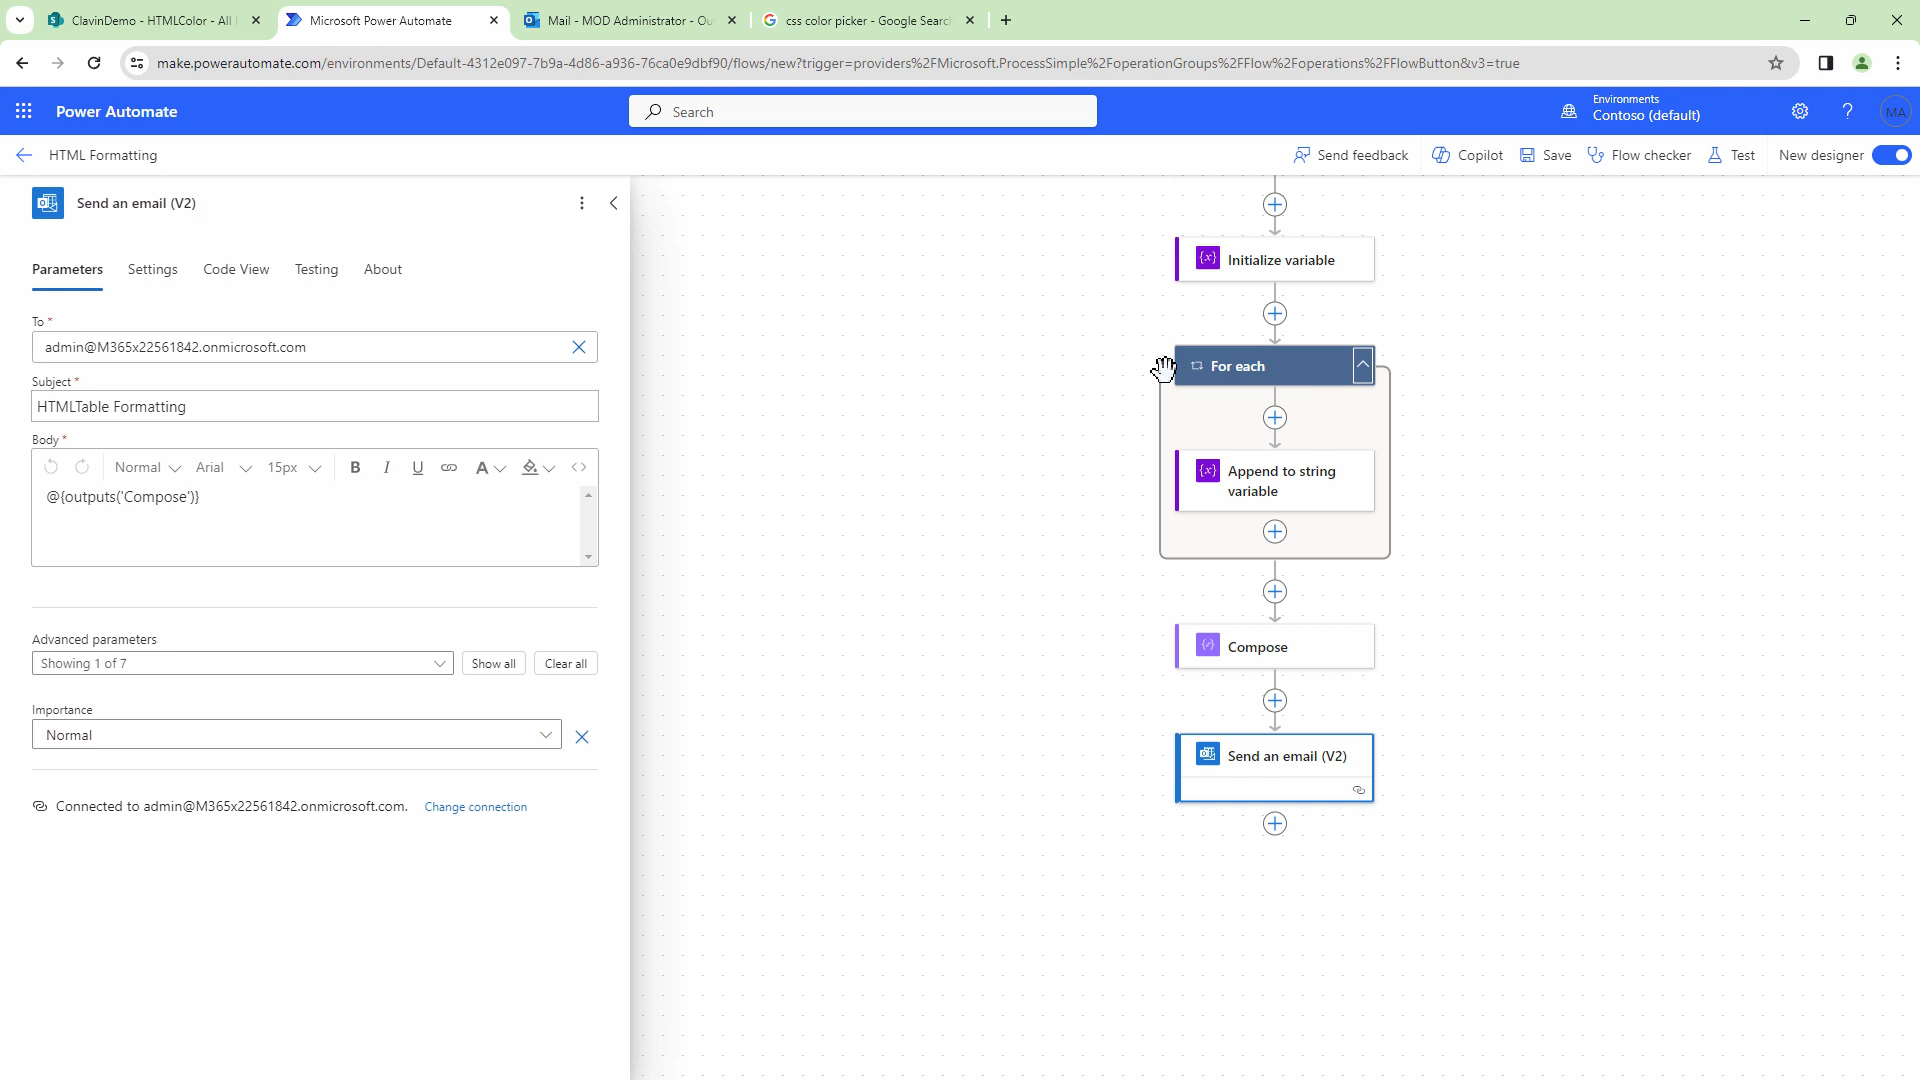 ClavinDemo - HTMLColor - All
Microsoft Power Automate
Mail - MOD Administrator - Ou
css color picker - Google Search
make.powerautomate.com/environments/Default-4312e097-7b9a-4d86-a936-76ca0e9dbf90/flows/new?trigger=providers%2FMicrosoft.ProcessSimple%2FoperationGroups%2FFlow%2Foperations%2FFlowButton&v3=true
Power Automate
Search
Environments
Contoso (default)
MA
HTML Formatting
Send feedback
Copilot
Save
Flow checker
Test
New designer
Send an email (V2)
Parameters
Settings
Code View
Testing
About
To *
admin@M365x22561842.onmicrosoft.com
Subject *
HTMLTable Formatting
Body *
Normal
Arial
15px
B
I
U
A
@{outputs('Compose')}
Advanced parameters
Showing 1 of 7
Show all
Clear all
Importance
Normal
Connected to admin@M365x22561842.onmicrosoft.com.
Change connection
Initialize variable
For each
Append to string
variable
Compose
Send an email (V2)